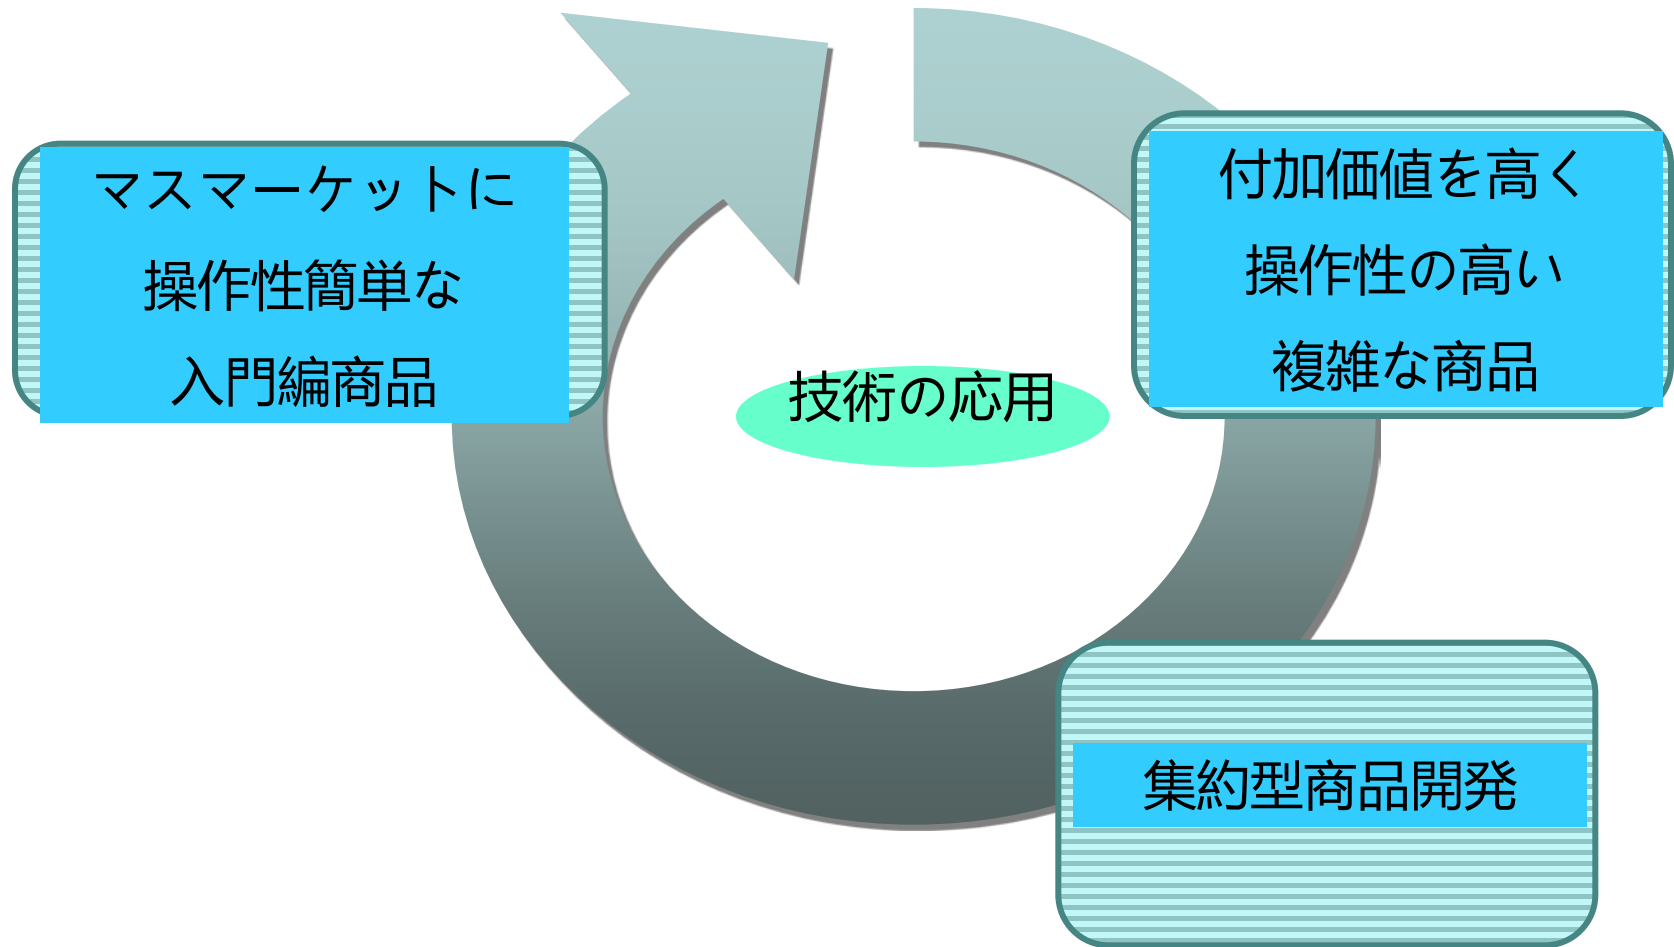 マスマーケットに
操作性簡単な
入門編商品
付加価値を高く
操作性の高い
複雑な商品
技術の応用
集約型商品開発